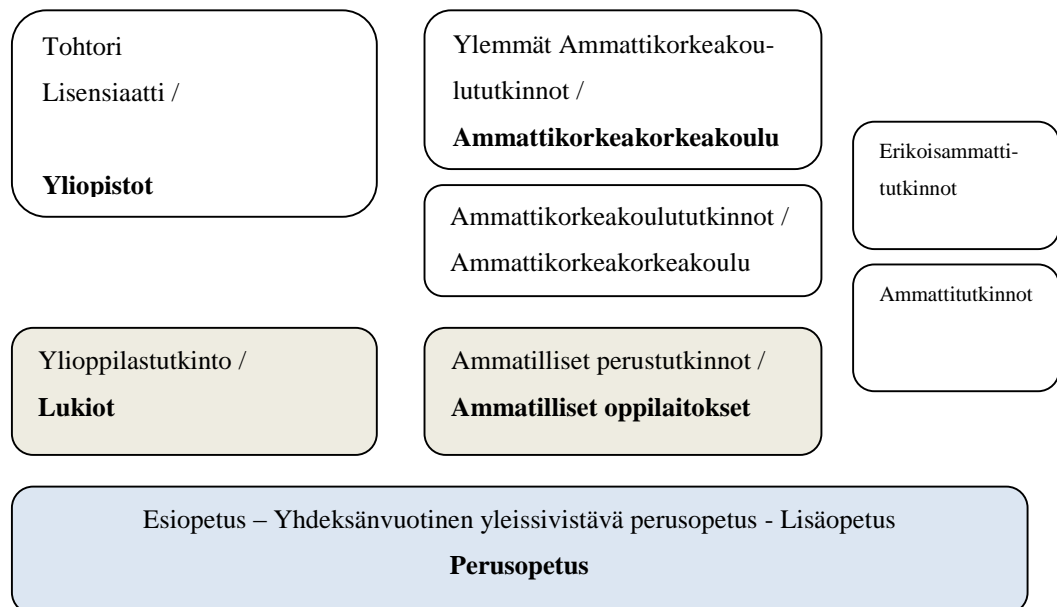 Tohtori
Lisensiaatti /
Yliopistot
Ylemmät Ammattikorkeakou-
lututkinnot /
Ammattikorkeakorkeakoulu
Ammattikorkeakoulututkinnot /
Ammattikorkeakorkeakoulu
Erikoisammatti-
tutkinnot
Ammattitutkinnot
Ylioppilastutkinto /
Lukiot
Ammatilliset perustutkinnot /
Ammatilliset oppilaitokset
Esiopetus – Yhdeksänvuotinen yleissivistävä perusopetus - Lisäopetus
Perusopetus